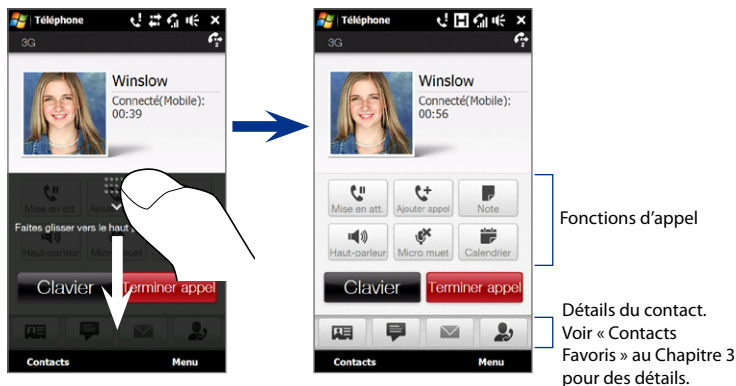 Téléphone
3G
Winslow
Connecté(Mobile):
00:39
Mise en att. Ajou
Faites glisser vers le haut
Haut-parleur Micro
Clavier Terminer appel
Contacts Menu
Téléphone
3G
Winslow
Connecté(Mobile):
00:56
Mise en att. Ajouter appel Note
Haut-parleur Micro muet Calendrier
Clavier Terminer appel
Contacts Menu
Fonctions d’appel
Détails du contact.
Voir « Contacts
Favoris » au Chapitre 3
pour des détails.